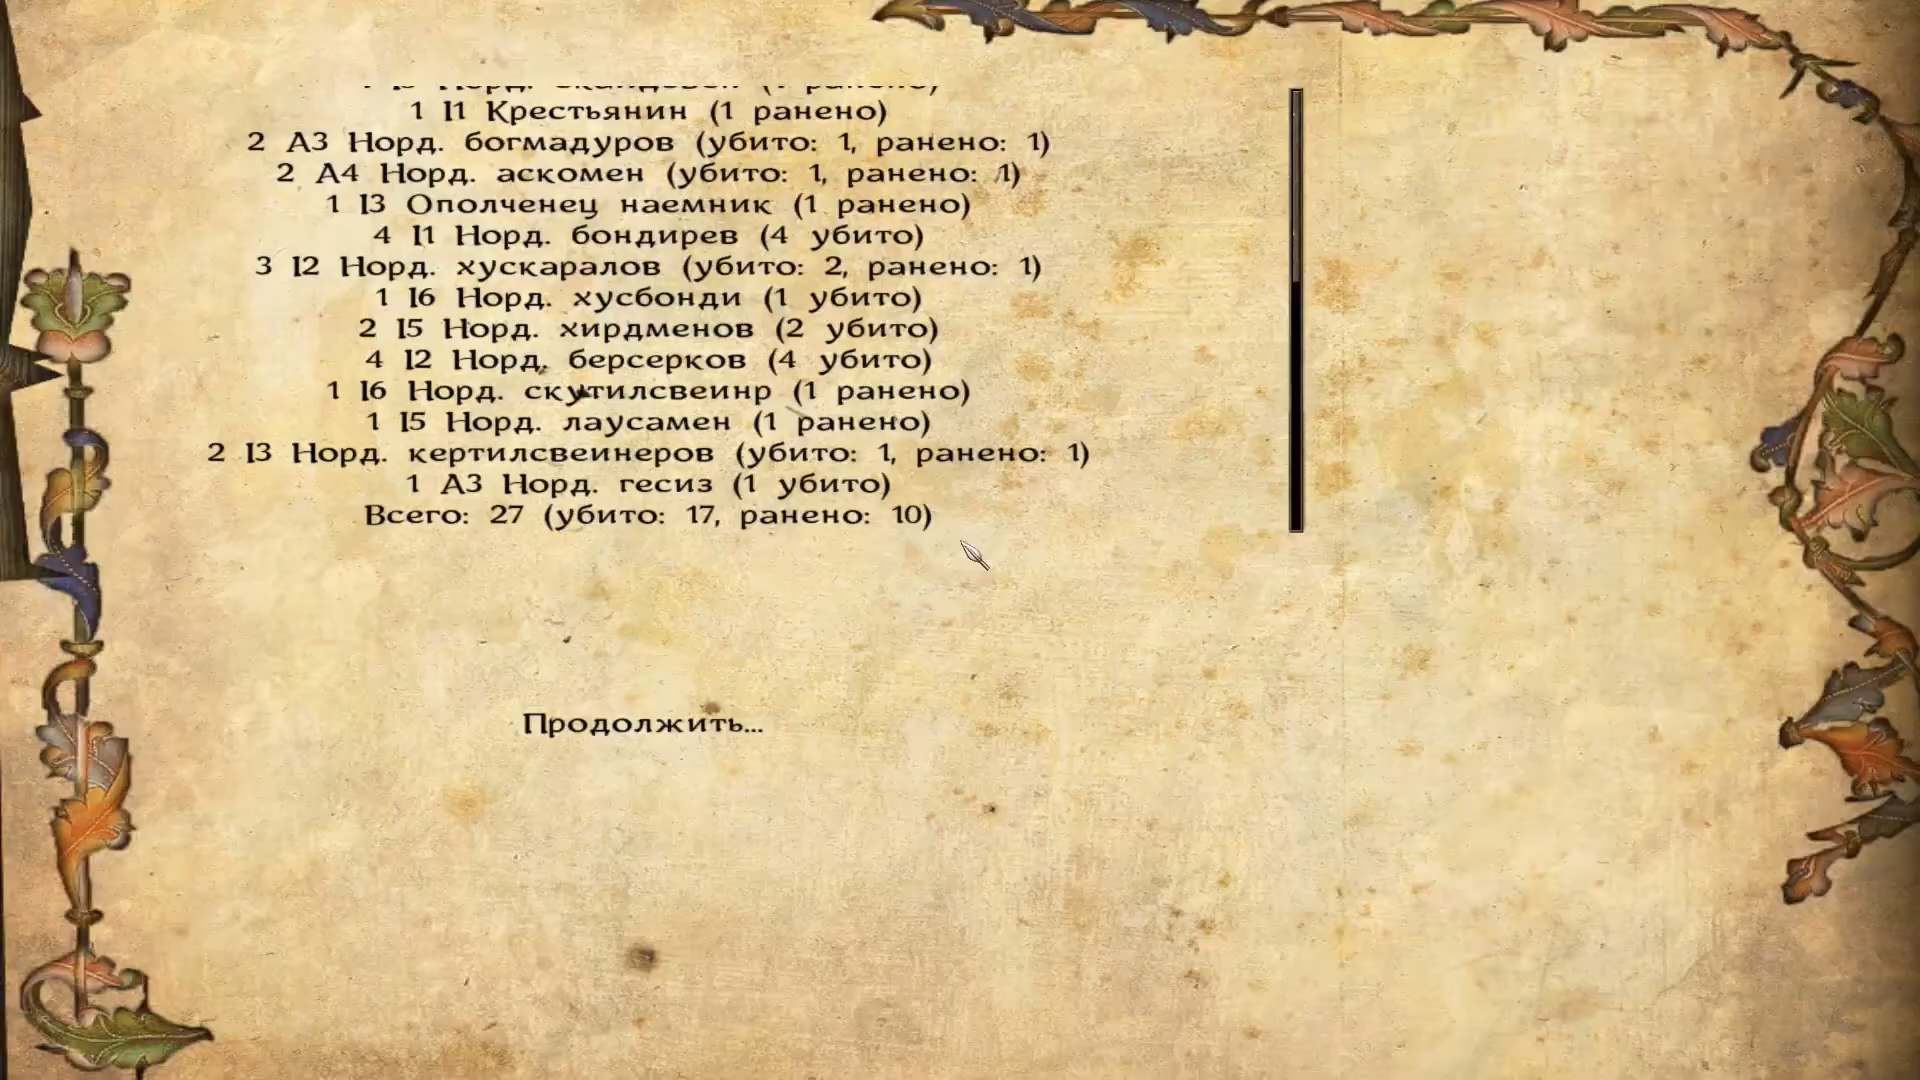 1 I1 Крестьянин (1 ранено)
2 A3 Норд. богмадуров (убито: 1, ранено: 1)
2 A4 Норд. аскомен (убито: 1, ранено: 1)
1 I3 Ополченец наемник (1 ранено)
4 I1 Норд. бондирев (4 убито)
3 I2 Норд. хускаралов (убито: 2, ранено: 1)
1 I6 Норд. хусбонди (1 убито)
2 I5 Норд. хирдменов (2 убито)
4 I2 Норд. берсерков (4 убито)
1 I6 Норд. скутилсвеинр (1 ранено)
1 I5 Норд. лаусамен (1 ранено)
2 I3 Норд. кертилсвеинеров (убито: 1, ранено: 1)
1 A3 Норд. гесиз (1 убито)
Всего: 27 (убито: 17, ранено: 10)
Продолжить...